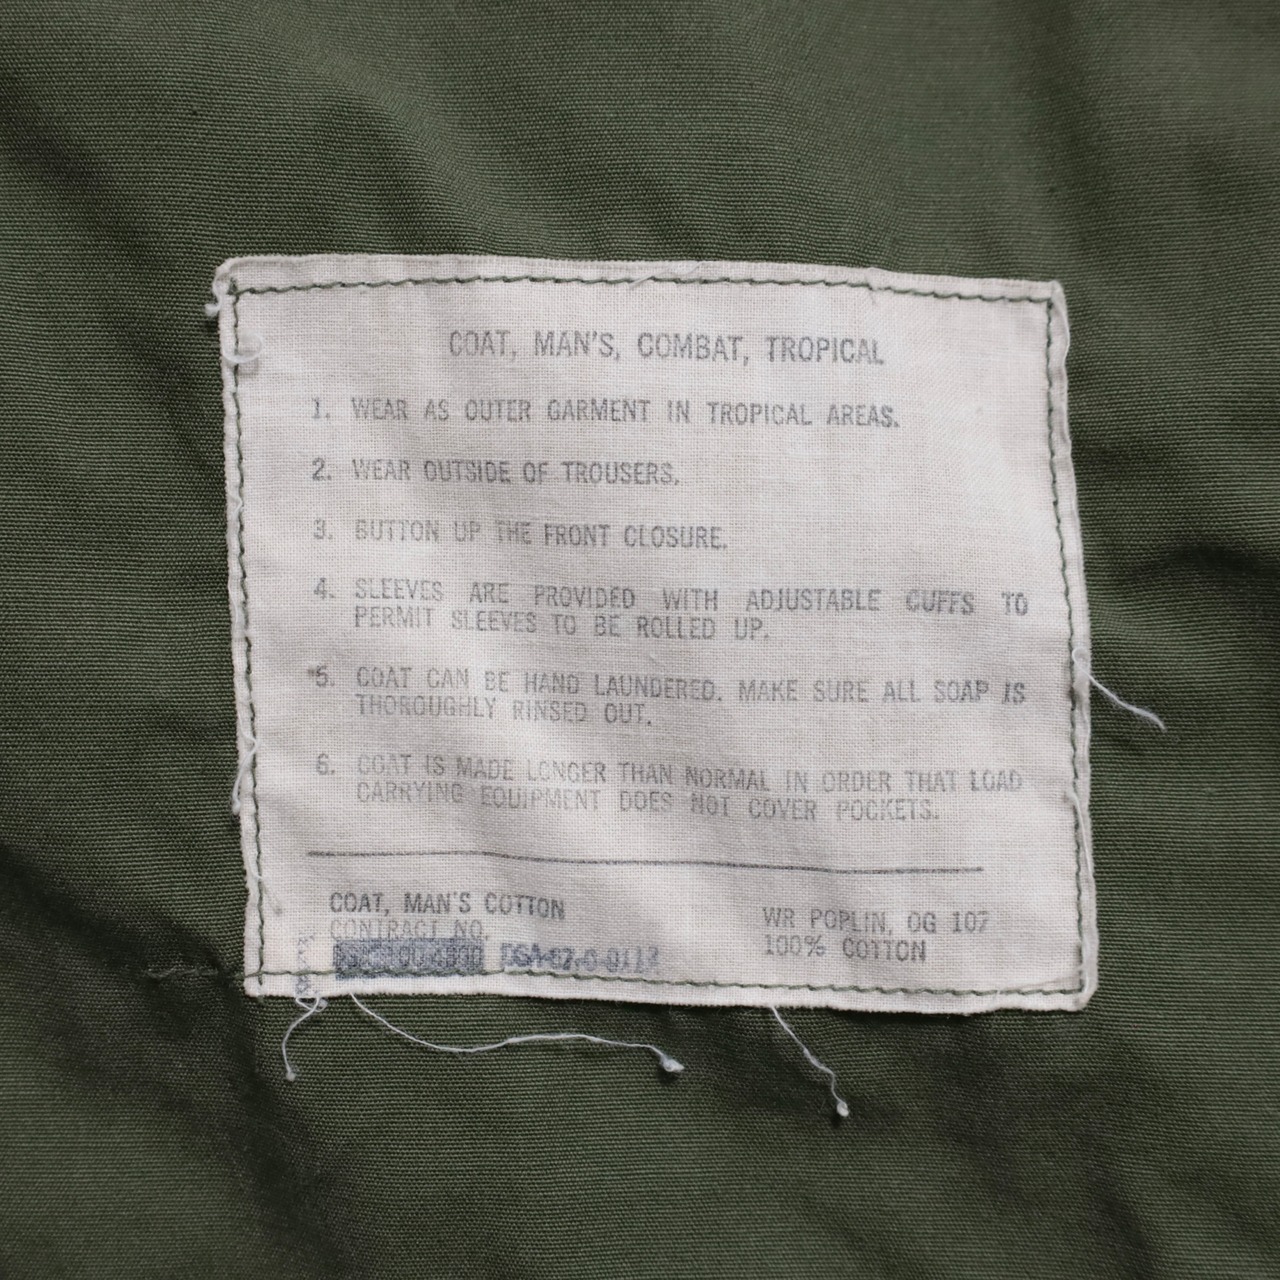 COAT, MAN'S, COMBAT, TROPICAL
1. WEAR AS OUTER GARMENT IN TROPICAL AREAS.
2. WEAR OUTSIDE OF TROUSERS.
3. BUTTON UP THE FRONT CLOSURE.
4. SLEEVES ARE PROVIDED WITH ADJUSTABLE CUFFS TO
PERMIT SLEEVES TO BE ROLLED UP.
5. COAT CAN BE HAND LAUNDERED. MAKE SURE ALL SOAP IS
THOROUGHLY RINSED OUT.
6. COAT IS MADE LONGER THAN NORMAL IN ORDER THAT LOAD
CARRYING EQUIPMENT DOES NOT COVER POCKETS.
COAT, MAN'S COTTON
CONTRACT NO.
WR POPLIN, OG 107
100% COTTON